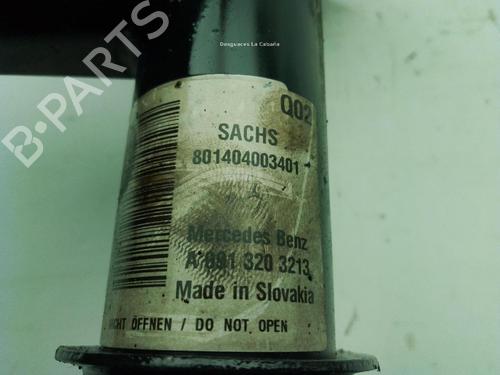 Desguaces La Cabaña
B-PARTS
Q02
SACHS
801404003401
Mercedes Benz
A 691 320 3213
Made in Slovakia
NICHT ÖFFNEN / DO NOT OPEN